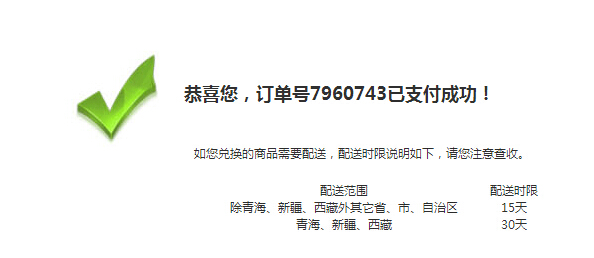 恭喜您，订单号7960743已支付成功！
如您兑换的商品需要配送，配送时限说明如下，请您注意查收。
配送范围 配送时限
除青海、新疆、西藏外其它省、市、自治区 15天
青海、新疆、西藏 30天